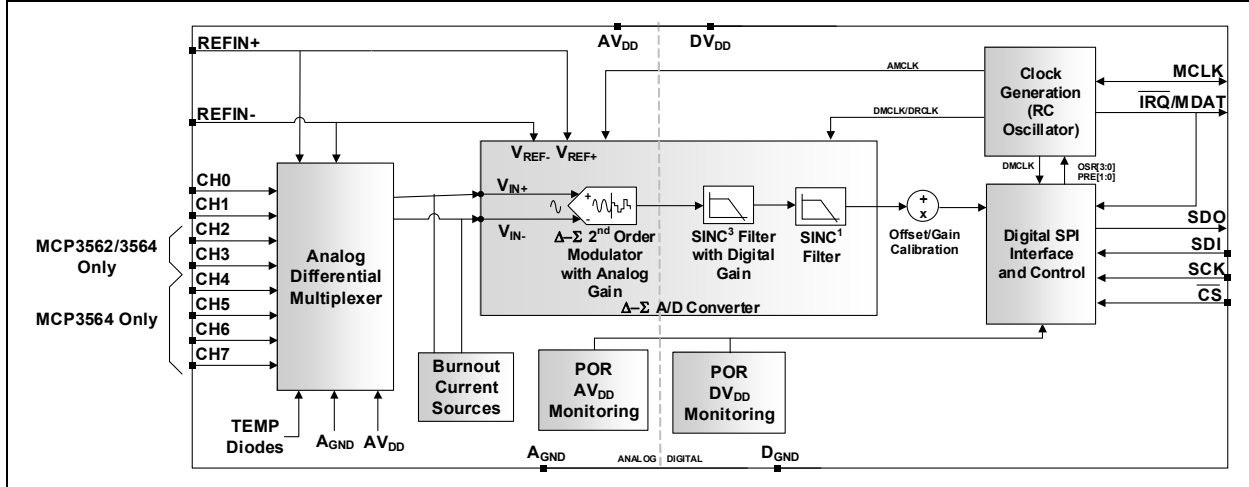 REFIN+
AVDD
DVDD
AMCLK
Clock
Generation
(RC
Oscillator)
MCLK
IRQ/MDAT
DMCLK/DRCLK
REFIN-
VREF- VREF+
DMCLK
OSR[3:0]
PRE[1:0]
CH0
CH1
CH2
CH3
CH4
CH5
CH6
CH7
MCP3562/3564
Only
MCP3564 Only
Analog
Differential
Multiplexer
VIN+
VIN-
+
-
Δ–Σ 2nd Order
Modulator
with Analog
Gain
SINC3 Filter
with Digital
Gain
SINC1
Filter
Δ–Σ A/D Converter
+
x
Offset/Gain
Calibration
Digital SPI
Interface
and Control
SDO
SDI
SCK
CS
Burnout
Current
Sources
POR
AVDD
Monitoring
POR
DVDD
Monitoring
TEMP
Diodes
AGND
AVDD
AGND
ANALOG
DIGITAL
DGND